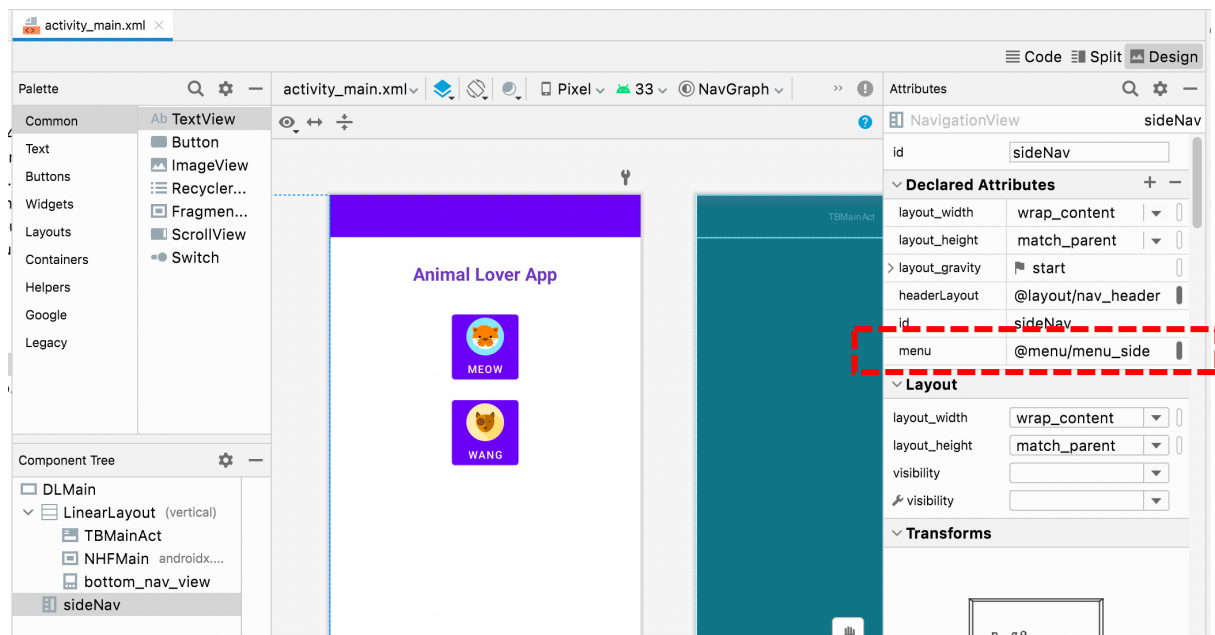 activity_main.xml
Code Split Design
Palette
activity_main.xml
Pixel
33
NavGraph
Attributes
Common
Text
Buttons
Widgets
Layouts
Containers
Helpers
Google
Legacy
Ab TextView
Button
ImageView
Recycler...
Fragmen...
ScrollView
Switch
Animal Lover App
MEOW
WANG
TBMainAct
NavigationView sideNav
id sideNav
Declared Attributes
layout_width wrap_content
layout_height match_parent
layout_gravity start
headerLayout @layout/nav_header
id sideNav
menu @menu/menu_side
Layout
layout_width wrap_content
layout_height match_parent
visibility
visibility
Transforms
Component Tree
DLMain
LinearLayout (vertical)
TBMainAct
NHFMain androidx....
bottom_nav_view
sideNav